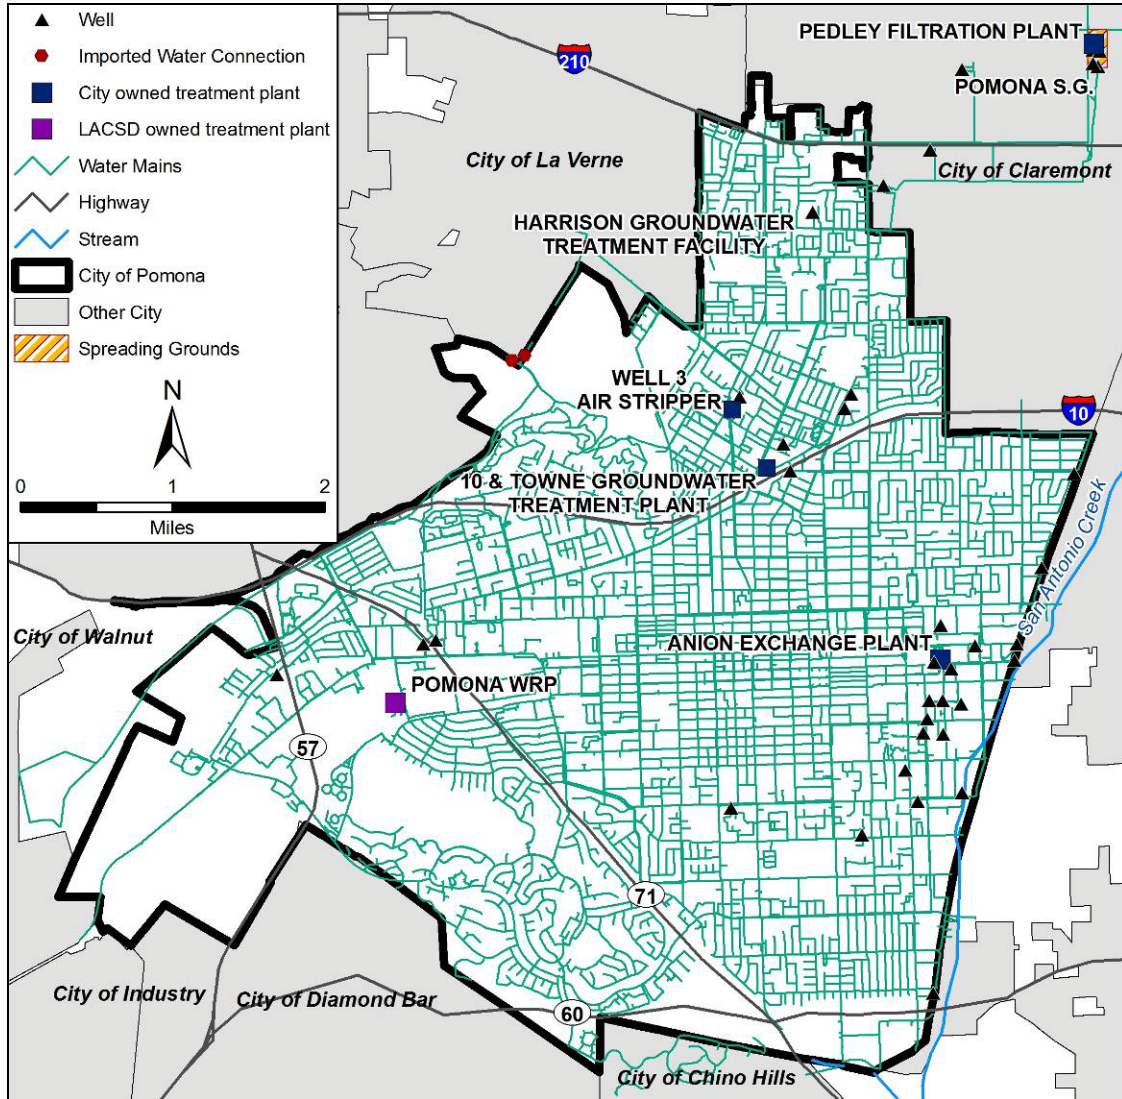 Well
Imported Water Connection
City owned treatment plant
LACSD owned treatment plant
Water Mains
Highway
Stream
City of Pomona
Other City
Spreading Grounds
N
0 1 2
Miles
PEDLEY FILTRATION PLANT
210
POMONA S.G.
City of La Verne
City of Claremont
HARRISON GROUNDWATER
TREATMENT FACILITY
WELL 3
AIR STRIPPER
10
10 & TOWNE GROUNDWATER
TREATMENT PLANT
San Antonio Creek
City of Walnut
ANION EXCHANGE PLANT
POMONA WRP
57
71
City of Industry
City of Diamond Bar
60
City of Chino Hills